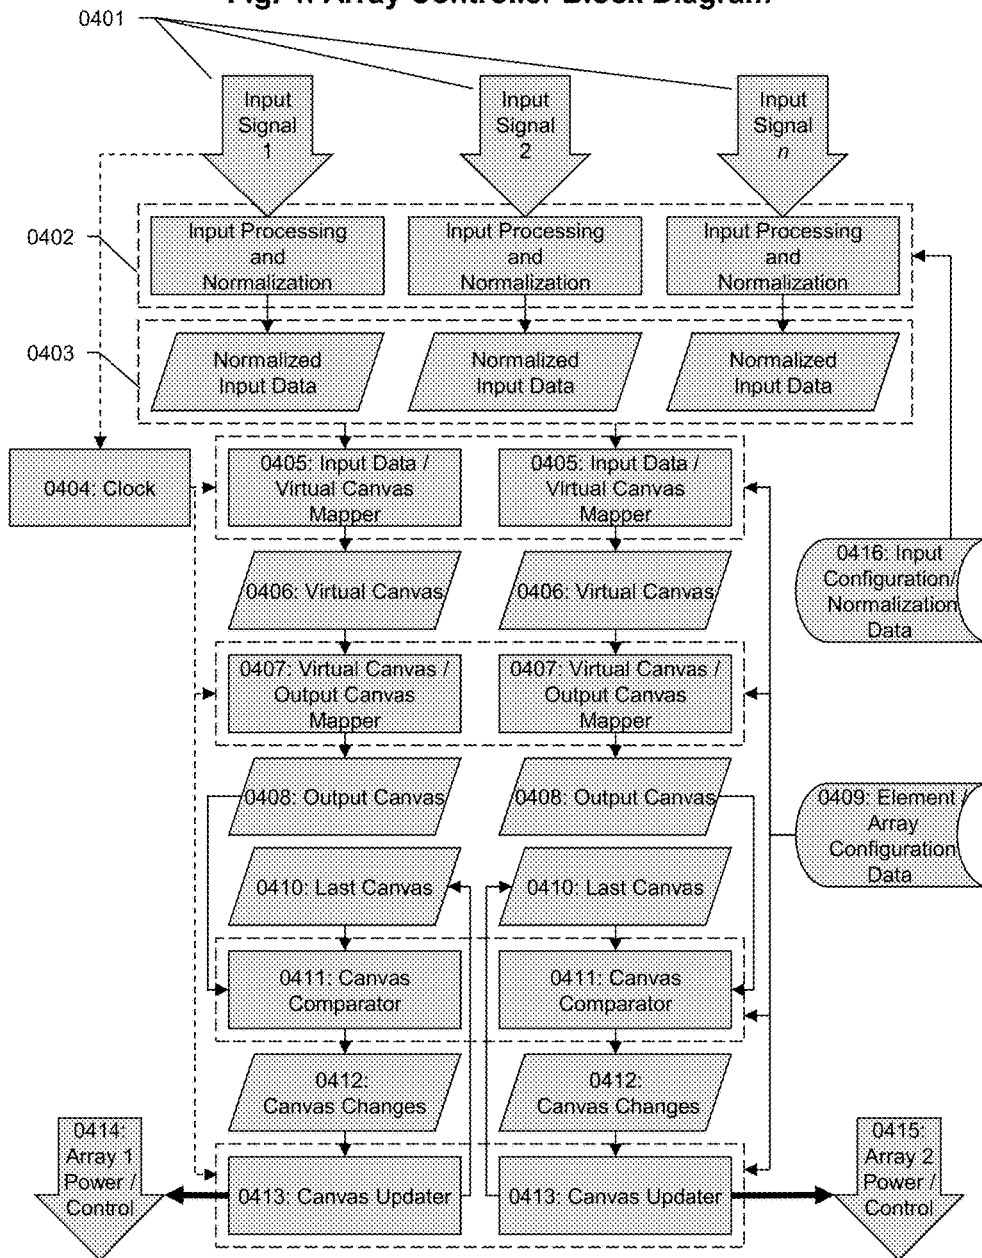 Fig. 4: Array Controller Block Diagram
0401
Input
Signal
1
Input
Signal
2
Input
Signal
n
0402
Input Processing
and
Normalization
Input Processing
and
Normalization
Input Processing
and
Normalization
0403
Normalized
Input Data
Normalized
Input Data
Normalized
Input Data
0404: Clock
0405: Input Data /
Virtual Canvas
Mapper
0405: Input Data /
Virtual Canvas
Mapper
0406: Virtual Canvas
0406: Virtual Canvas
0416: Input
Configuration/
Normalization
Data
0407: Virtual Canvas /
Output Canvas
Mapper
0407: Virtual Canvas /
Output Canvas
Mapper
0408: Output Canvas
0408: Output Canvas
0409: Element /
Array
Configuration
Data
0410: Last Canvas
0410: Last Canvas
0411: Canvas
Comparator
0411: Canvas
Comparator
0412:
Canvas Changes
0412:
Canvas Changes
0414:
Array 1
Power /
Control
0413: Canvas Updater
0413: Canvas Updater
0415:
Array 2
Power /
Control